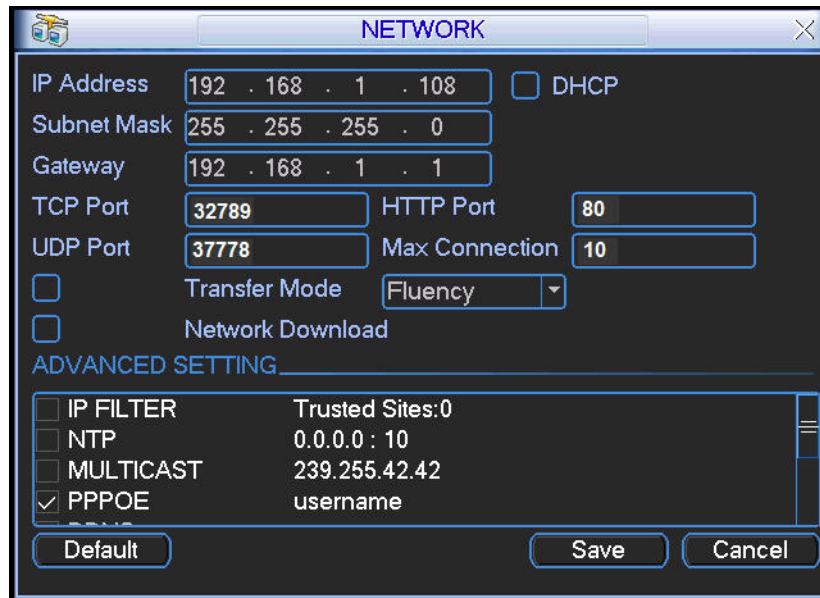 NETWORK
IP Address 192 . 168 . 1 . 108 DHCP
Subnet Mask 255 . 255 . 255 . 0
Gateway 192 . 168 . 1 . 1
TCP Port 32789 HTTP Port 80
UDP Port 37778 Max Connection 10
Transfer Mode Fluency
Network Download
ADVANCED SETTING
IP FILTER Trusted Sites:0
NTP 0.0.0.0 : 10
MULTICAST 239.255.42.42
PPPOE username
Default Save Cancel